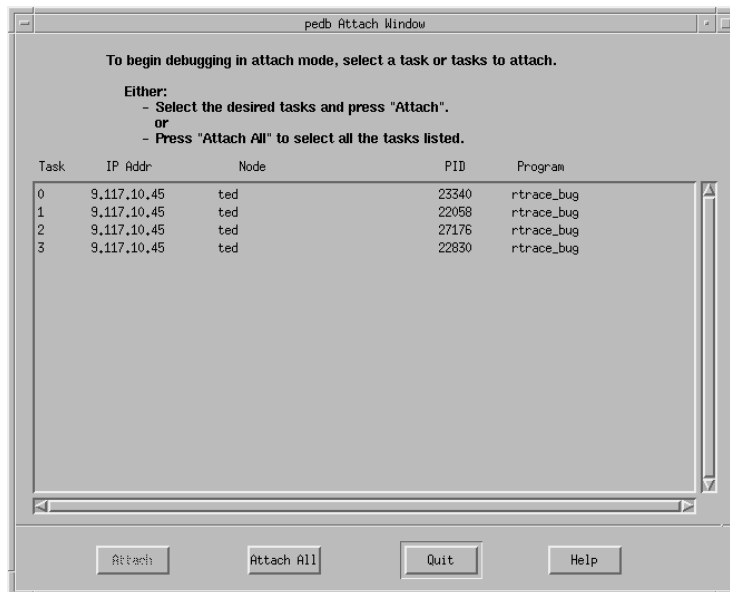 pedb Attach Window
To begin debugging in attach mode, select a task or tasks to attach.
Either:
- Select the desired tasks and press "Attach".
or
- Press "Attach All" to select all the tasks listed.
Task IP Addr Node PID Program
0 9.117.10.45 ted 23340 rtrace_bug
1 9.117.10.45 ted 22058 rtrace_bug
2 9.117.10.45 ted 27176 rtrace_bug
3 9.117.10.45 ted 22830 rtrace_bug
Attach Attach All Quit Help